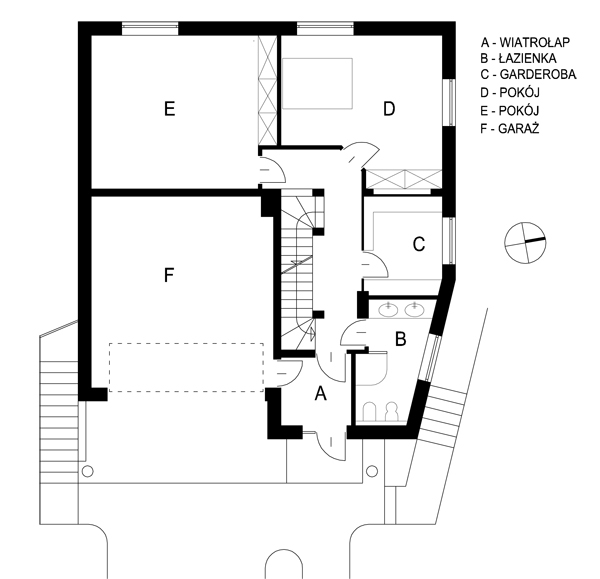 A - WIATROŁAP
B - ŁAZIENKA
C - GARDEROBA
D - POKÓJ
E - POKÓJ
F - GARAŻ
E
D
C
F
B
A